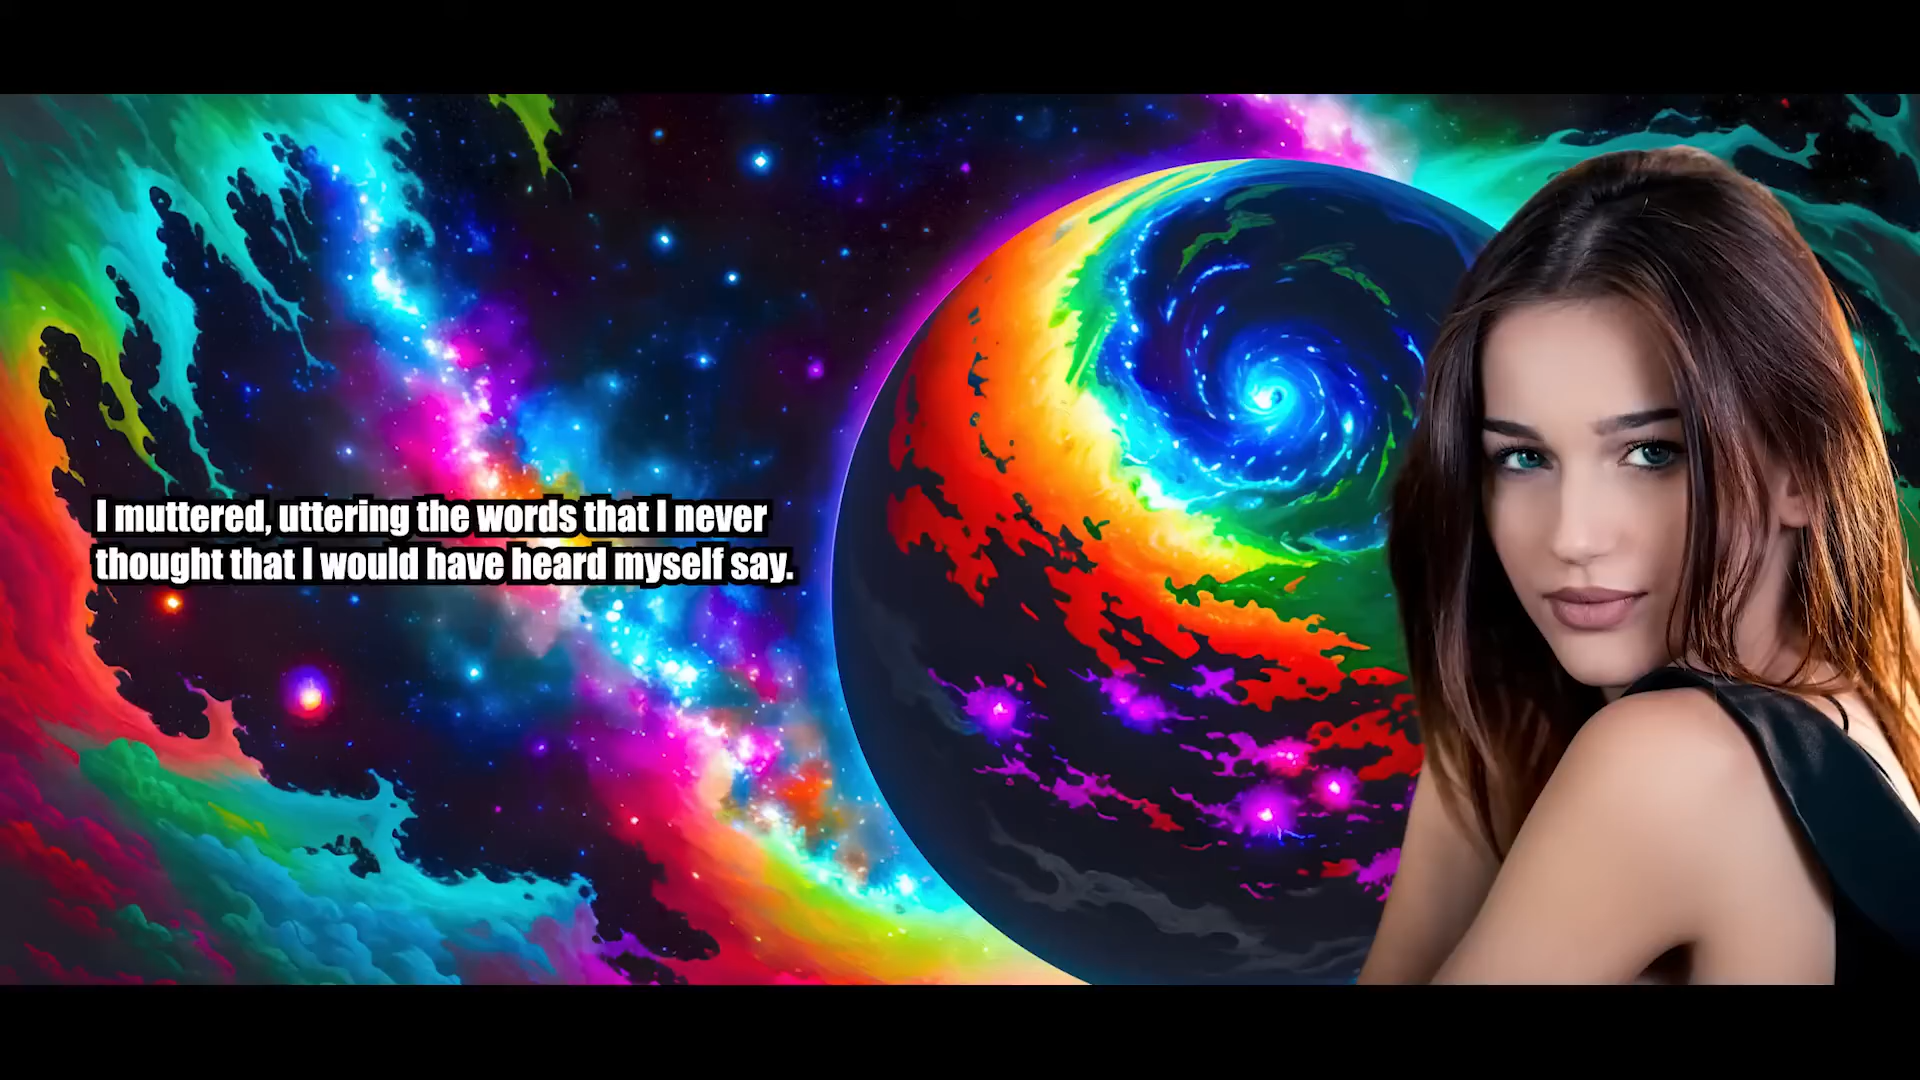 I muttered, uttering the words that I never
thought that I would have heard myself say.